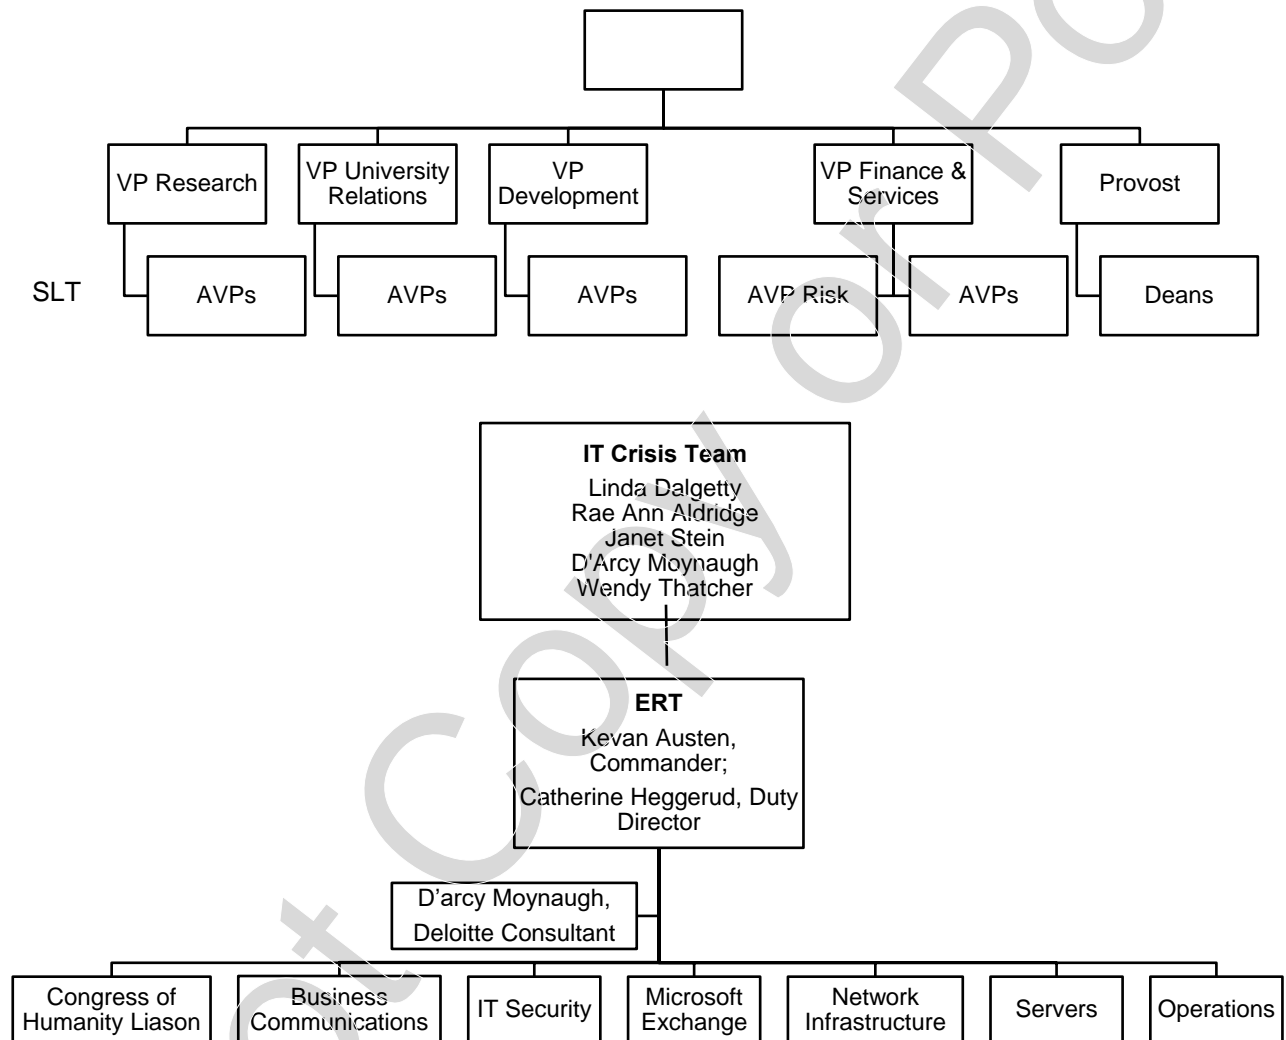 VP Research
VP University
Relations
VP
Development
VP Finance &
Services
Provost
SLT
AVPs
AVPs
AVPs
AVP Risk
AVPs
Deans
IT Crisis Team
Linda Dalgetty
Rae Ann Aldridge
Janet Stein
D'Arcy Moynaugh
Wendy Thatcher
ERT
Kevan Austen,
Commander;
Catherine Heggerud, Duty
Director
D'arcy Moynaugh,
Deloitte Consultant
Congress of
Humanity Liason
Business
Communications
IT Security
Microsoft
Exchange
Network
Infrastructure
Servers
Operations
Copy or